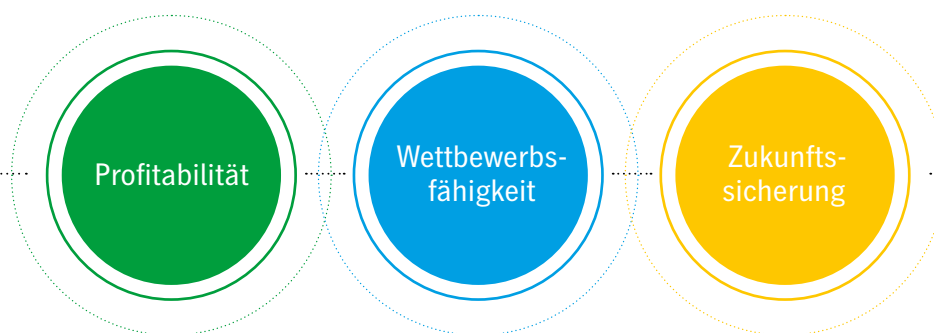 Profitabilität
Wettbewerbs-
fähigkeit
Zukunfts-
sicherung